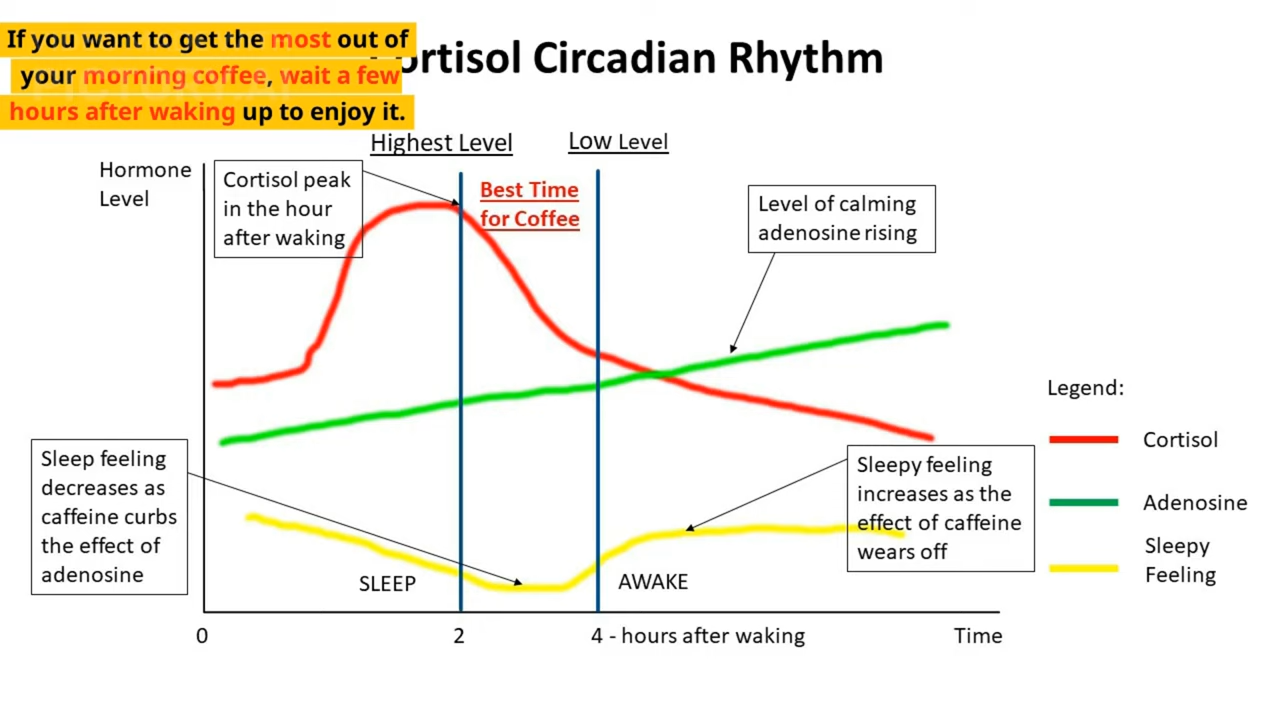 If you want to get the most out of
your morning coffee, wait a few
hours after waking up to enjoy it.
Cortisol Circadian Rhythm
Highest Level
Low Level
Hormone
Level
Cortisol peak
in the hour
after waking
Best Time
for Coffee
Level of calming
adenosine rising
Legend:
Cortisol
Adenosine
Sleepy
Feeling
Sleep feeling
decreases as
caffeine curbs
the effect of
adenosine
Sleepy feeling
increases as the
effect of caffeine
wears off
SLEEP
AWAKE
0
2
4 - hours after waking
Time